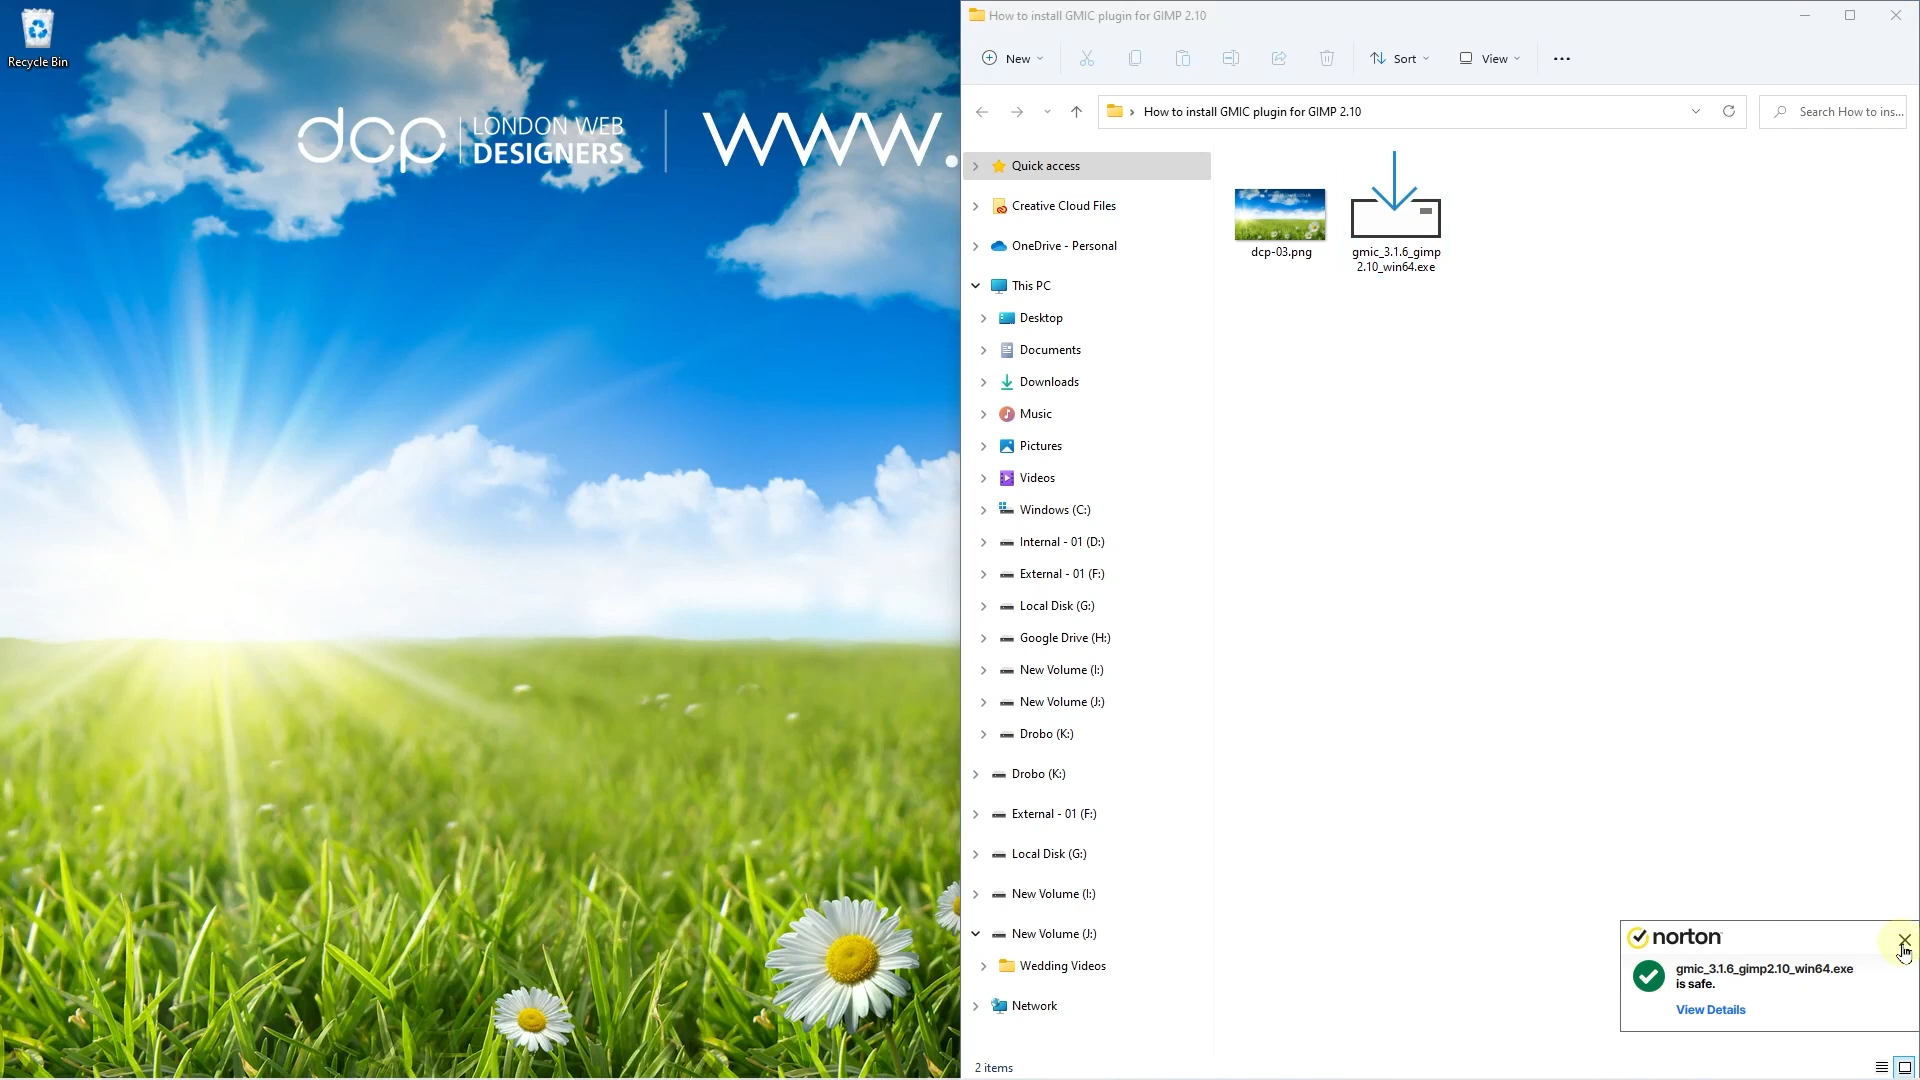 Recycle Bin
dcp
LONDON WEB
DESIGNERS
www.
How to install GMIC plugin for GIMP 2.10
New
Sort
View
How to install GMIC plugin for GIMP 2.10
Search How to ins...
Quick access
Creative Cloud Files
OneDrive - Personal
This PC
Desktop
Documents
Downloads
Music
Pictures
Videos
Windows (C:)
Internal - 01 (D:)
External - 01 (F:)
Local Disk (G:)
Google Drive (H:)
New Volume (I:)
New Volume (J:)
Drobo (K:)
Drobo (K:)
External - 01 (F:)
Local Disk (G:)
New Volume (I:)
New Volume (J:)
Wedding Videos
Network
dcp-03.png
gmic_3.1.6_gimp
2.10_win64.exe
norton
gmic_3.1.6_gimp2.10_win64.exe
is safe.
View Details
2 items